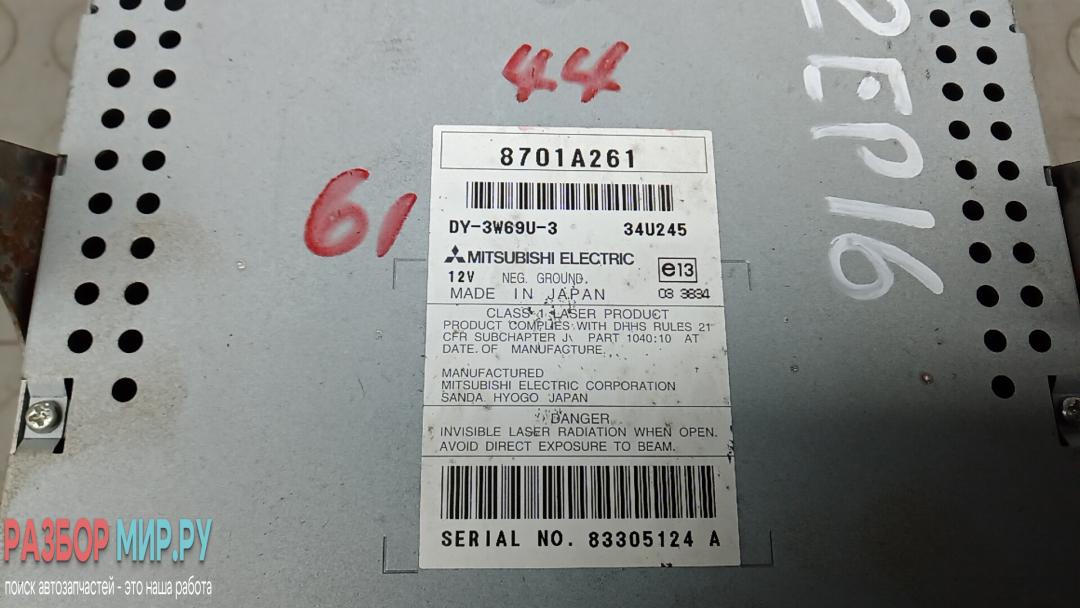 44
61
2EP16
8701A261
DY-3W69U-3 34U245
MITSUBISHI ELECTRIC
12V NEG. GROUND. e13
MADE IN JAPAN 03 3834
CLASS 1 LASER PRODUCT
PRODUCT COMPLIES WITH DHHS RULES 21
CFR SUBCHAPTER J, PART 1040:10 AT
DATE. OF MANUFACTURE.
MANUFACTURED
MITSUBISHI ELECTRIC CORPORATION
SANDA HYOGO JAPAN
DANGER
INVISIBLE LASER RADIATION WHEN OPEN.
AVOID DIRECT EXPOSURE TO BEAM.
SERIAL NO. 83305124 A
РАЗБОР МИР.РУ
поиск автозапчастей - это наша работа